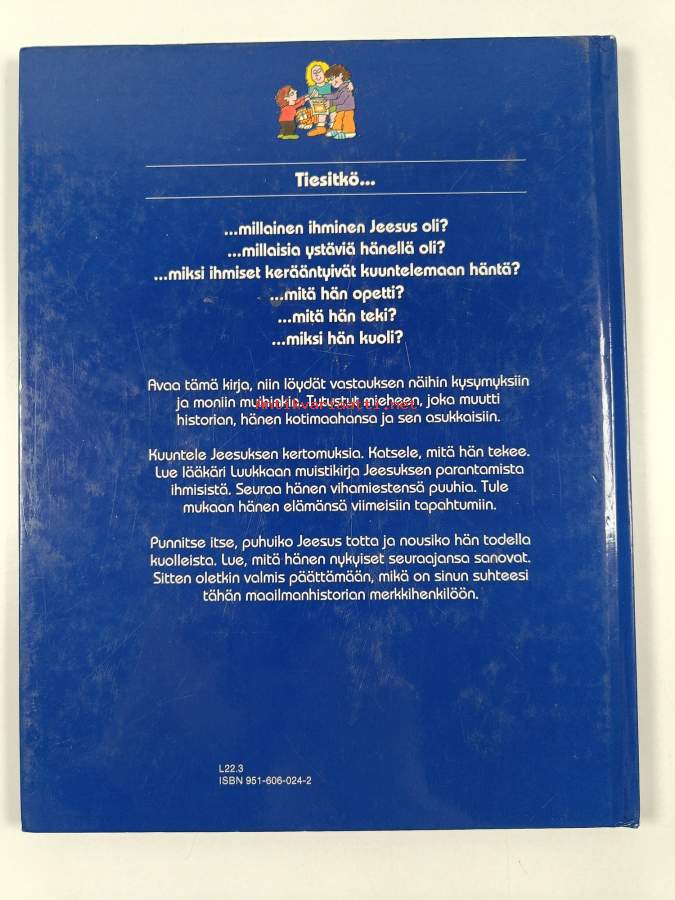 Tiesitkö...
...millainen ihminen Jeesus oli?
...millaisia ystäviä hänellä oli?
...miksi ihmiset kerääntyivät kuuntelemaan häntä?
...mitä hän opetti?
...mitä hän teki?
...miksi hän kuoli?
Avaa tämä kirja, niin löydät vastauksen näihin kysymyksiin
ja moniin muihinkin. Tutustut mieheen, joka muutti
Antikvariaatti.net
historian, hänen kotimaahansa ja sen asukkaisiin.
Kuuntele Jeesuksen kertomuksia. Katsele, mitä hän tekee.
Lue lääkäri Luukkaan muistikirja Jeesuksen parantamista
ihmisistä. Seuraa hänen vihamiestensä puuhia. Tule
mukaan hänen elämänsä viimeisiin tapahtumiin.
Punnitse itse, puhuiko Jeesus totta ja nousiko hän todella
kuolleista. Lue, mitä hänen nykyiset seuraajansa sanovat.
Sitten oletkin valmis päättämään, mikä on sinun suhteesi
tähän maailmanhistorian merkkihenkilöön.
L22.3
ISBN 951-606-024-2